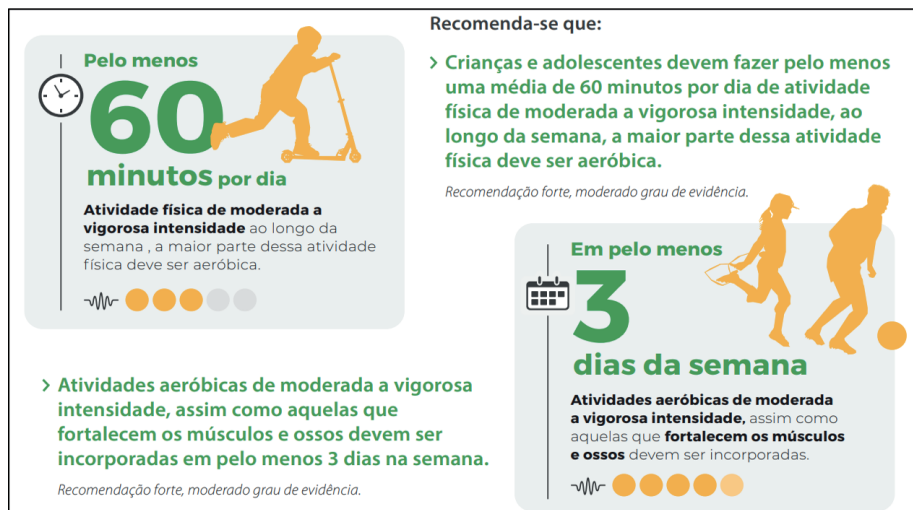 Pelo menos
60
minutos por dia
Atividade física de moderada a
vigorosa intensidade ao longo da
semana , a maior parte dessa atividade
física deve ser aeróbica.
Recomenda-se que:
> Crianças e adolescentes devem fazer pelo menos
uma média de 60 minutos por dia de atividade
física de moderada a vigorosa intensidade, ao
longo da semana, a maior parte dessa atividade
física deve ser aeróbica.
Recomendação forte, moderado grau de evidência.
Em pelo menos
3
dias da semana
Atividades aeróbicas de moderada
a vigorosa intensidade, assim como
aquelas que fortalecem os músculos
e ossos devem ser incorporadas.
> Atividades aeróbicas de moderada a vigorosa
intensidade, assim como aquelas que
fortalecem os músculos e ossos devem ser
incorporadas em pelo menos 3 dias na semana.
Recomendação forte, moderado grau de evidência.